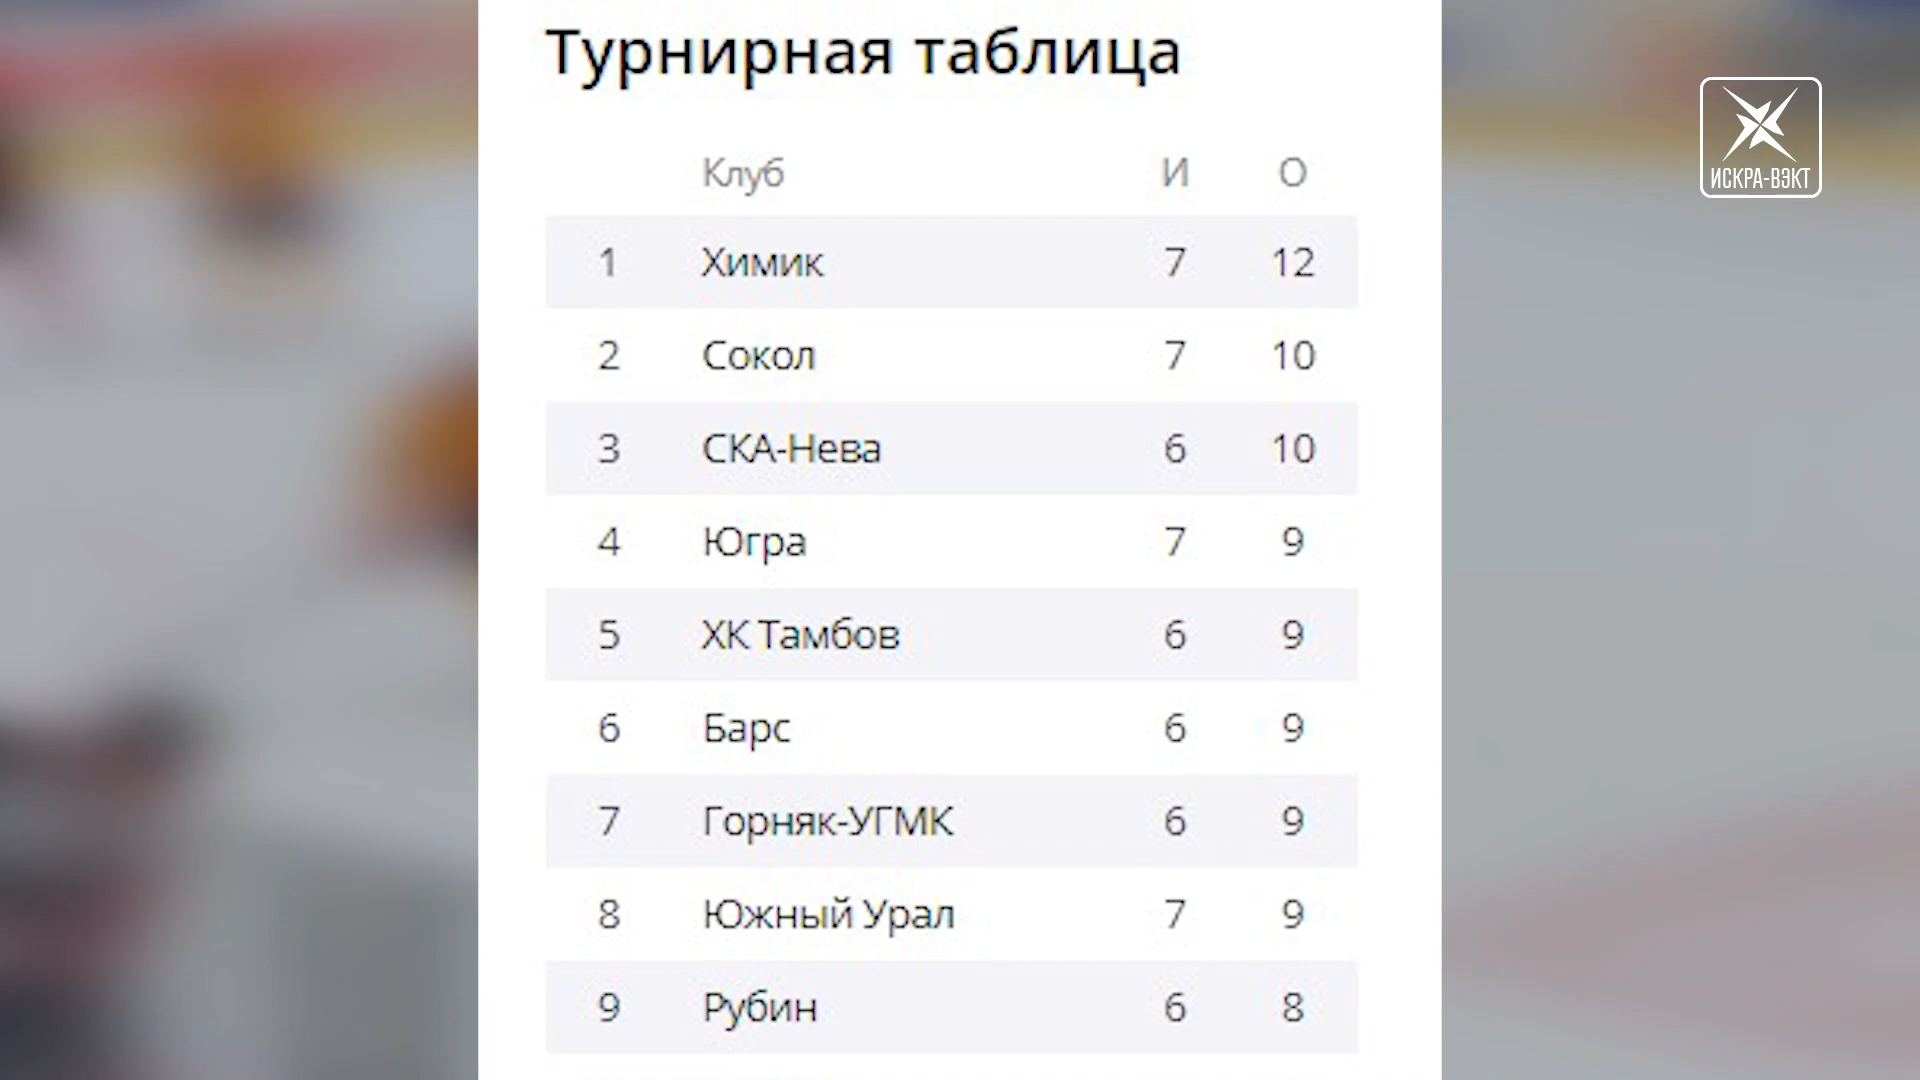 Турнирная таблица
Клуб И О
1 Химик 7 12
2 Сокол 7 10
3 СКА-Нева 6 10
4 Югра 7 9
5 ХК Тамбов 6 9
6 Барс 6 9
7 Горняк-УГМК 6 9
8 Южный Урал 7 9
9 Рубин 6 8
ИСКРА-ВЭКТ